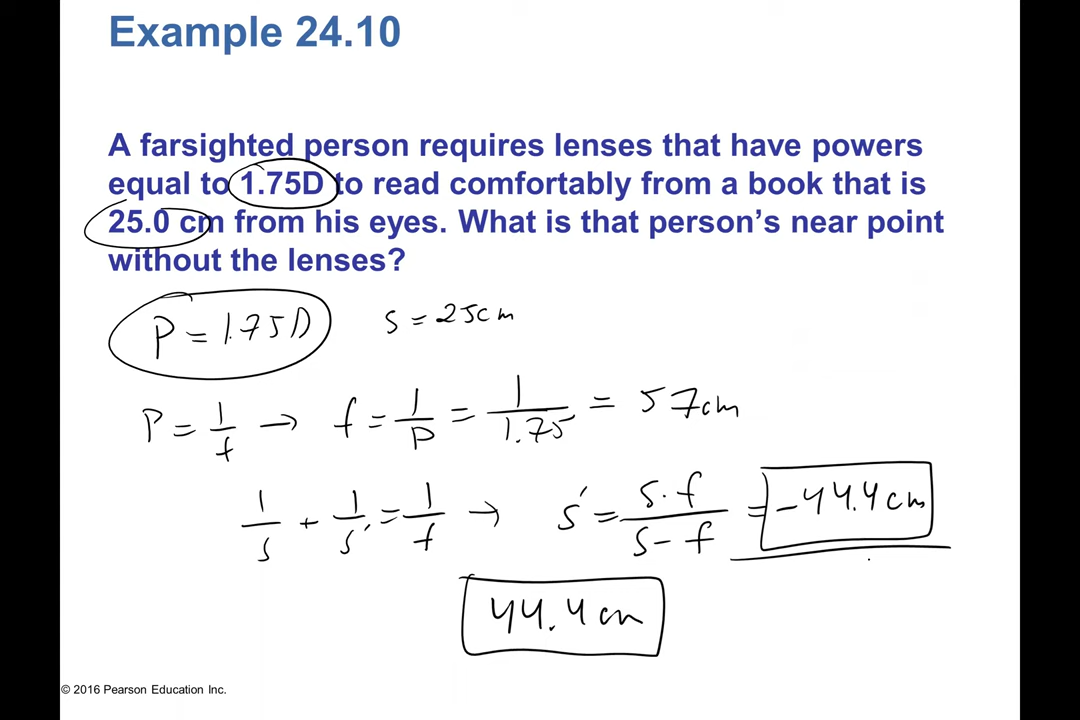 Example 24.10
A farsighted person requires lenses that have powers
equal to 1.75D to read comfortably from a book that is
25.0 cm from his eyes. What is that person's near point
without the lenses?
P = 1.75D s = 25cm
P = 1/f → f = 1/P = 1/1.75 = 57cm
1/s + 1/s' = 1/f → s' = s·f/s-f = -44.4cm
44.4cm
© 2016 Pearson Education Inc.